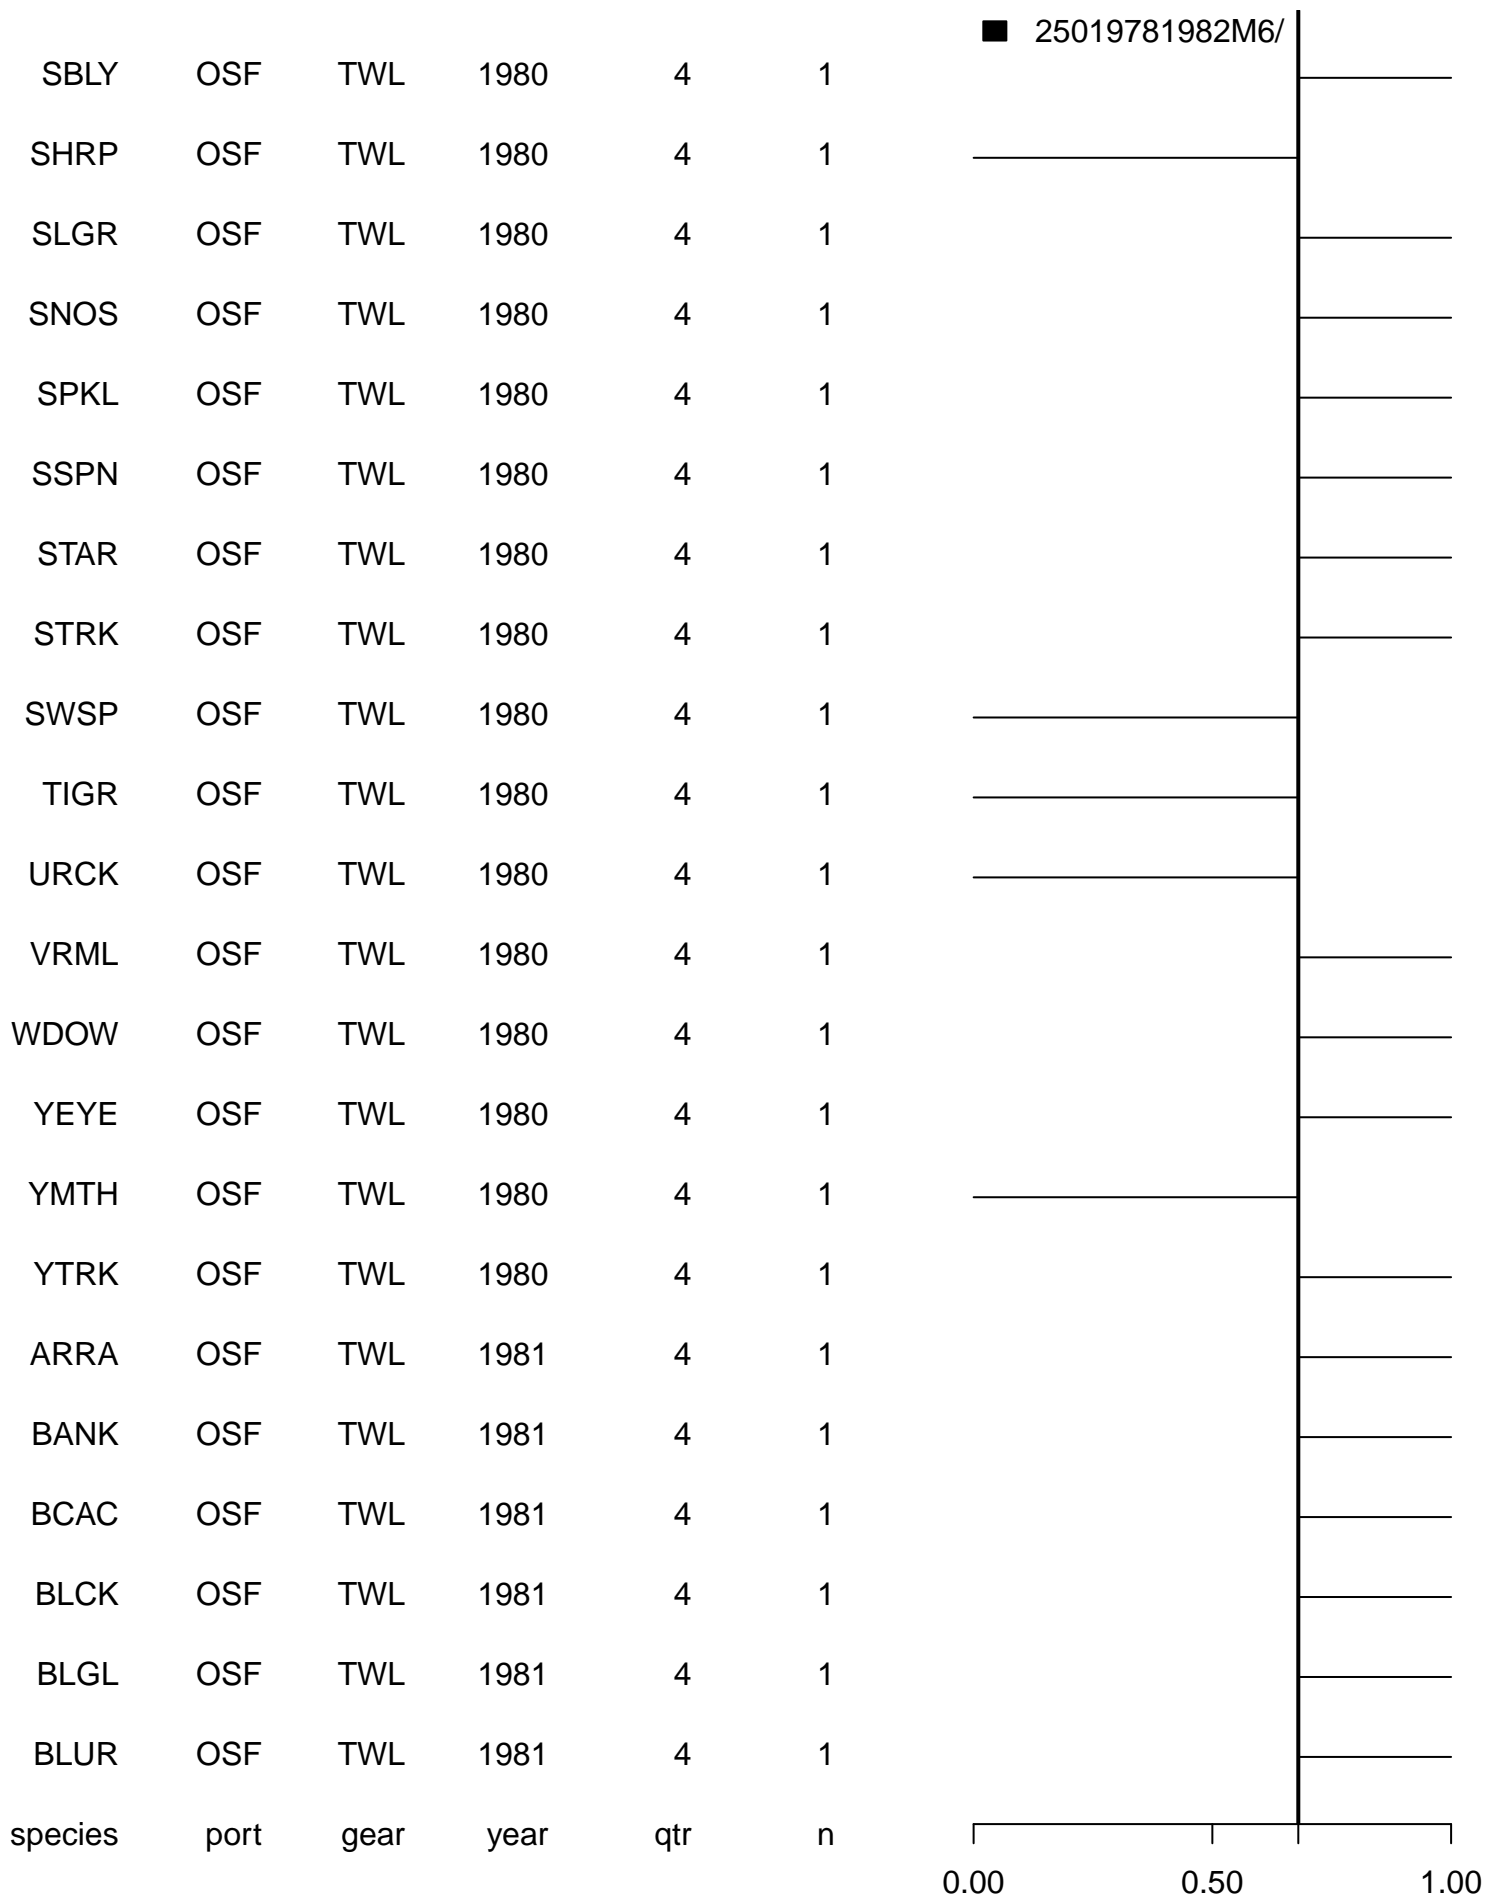 25019781982M6/
SBLY OSF TWL 1980 4 1
SHRP OSF TWL 1980 4 1
SLGR OSF TWL 1980 4 1
SNOS OSF TWL 1980 4 1
SPKL OSF TWL 1980 4 1
SSPN OSF TWL 1980 4 1
STAR OSF TWL 1980 4 1
STRK OSF TWL 1980 4 1
SWSP OSF TWL 1980 4 1
TIGR OSF TWL 1980 4 1
URCK OSF TWL 1980 4 1
VRML OSF TWL 1980 4 1
WDOW OSF TWL 1980 4 1
YEYE OSF TWL 1980 4 1
YMTH OSF TWL 1980 4 1
YTRK OSF TWL 1980 4 1
ARRA OSF TWL 1981 4 1
BANK OSF TWL 1981 4 1
BCAC OSF TWL 1981 4 1
BLCK OSF TWL 1981 4 1
BLGL OSF TWL 1981 4 1
BLUR OSF TWL 1981 4 1
species port gear year qtr n
0.00 0.50 1.00